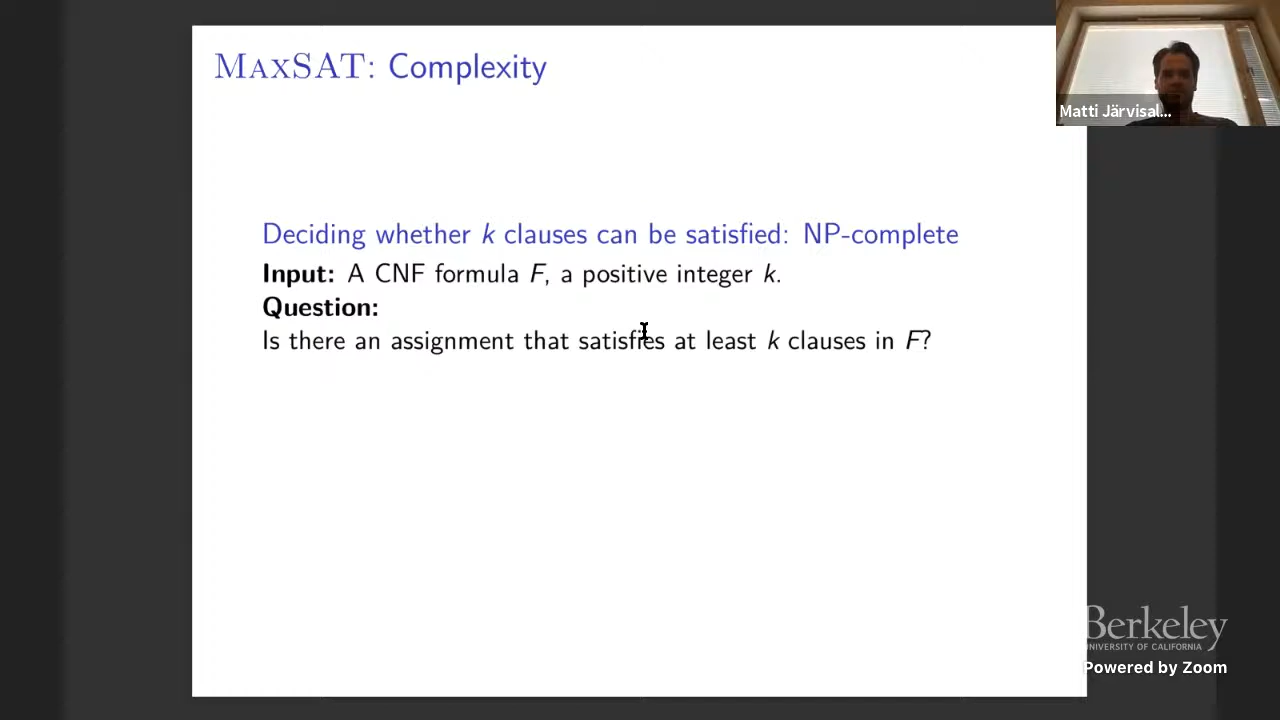 MAXSAT: Complexity
Matti Järvisal...
Deciding whether k clauses can be satisfied: NP-complete
Input: A CNF formula F, a positive integer k.
Question:
Is there an assignment that satisfies at least k clauses in F?
Berkeley
UNIVERSITY OF CALIFORNIA
Powered by Zoom